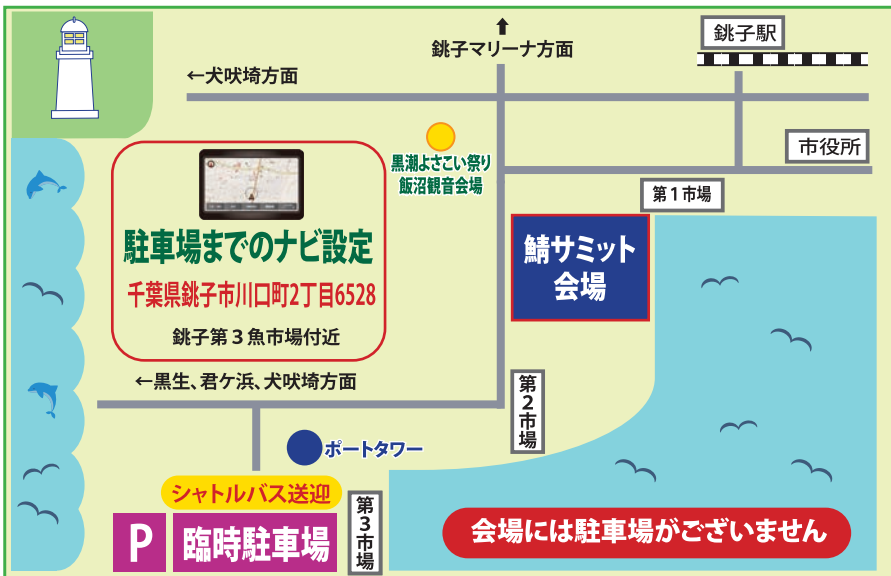 銚子駅
銚子マリーナ方面
←犬吠埼方面
市役所
黒潮よさこい祭り
飯沼観音会場
第1市場
駐車場までのナビ設定
千葉県銚子市川口町2丁目6528
銚子第3魚市場付近
鯖サミット
会場
←黒生、君ケ浜、犬吠埼方面
第2市場
ポートタワー
シャトルバス送迎
P 臨時駐車場
第3市場
会場には駐車場がございません